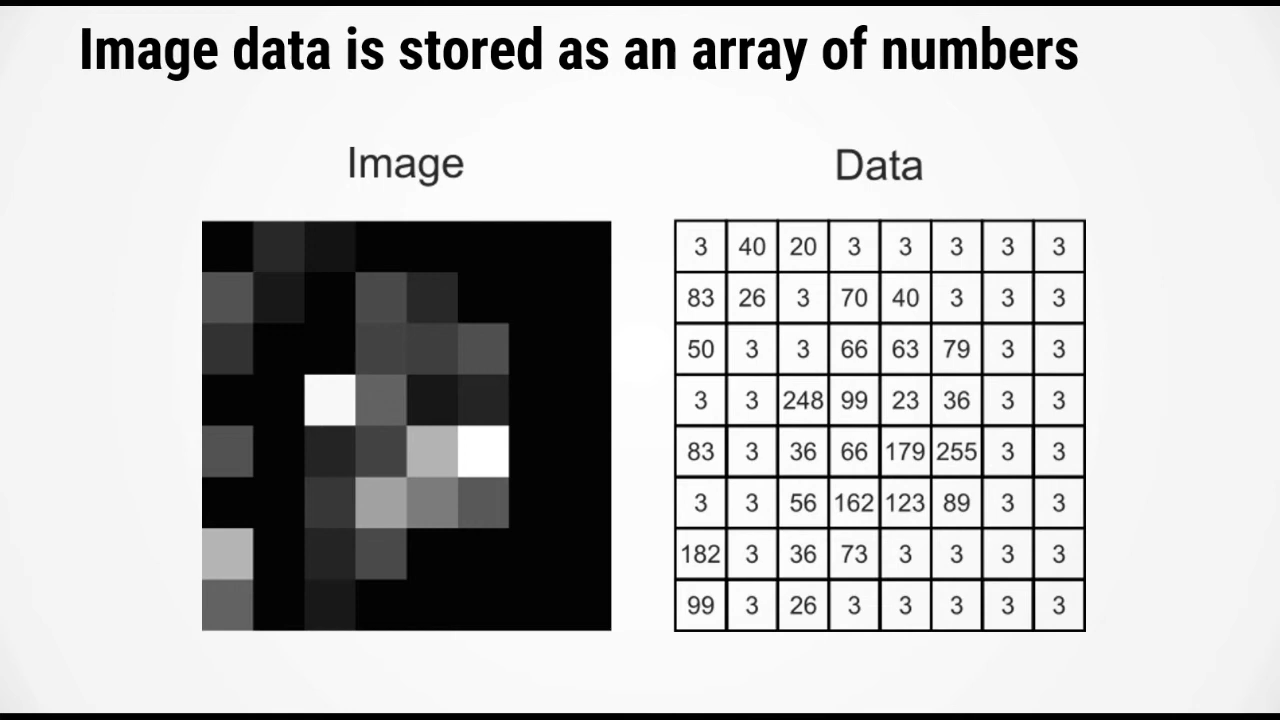 Image data is stored as an array of numbers
Image
Data
3 40 20 3 3 3 3 3
83 26 3 70 40 3 3 3
50 3 3 66 63 79 3 3
3 3 248 99 23 36 3 3
83 3 36 66 179 255 3 3
3 3 56 162 123 89 3 3
182 3 36 73 3 3 3 3
99 3 26 3 3 3 3 3